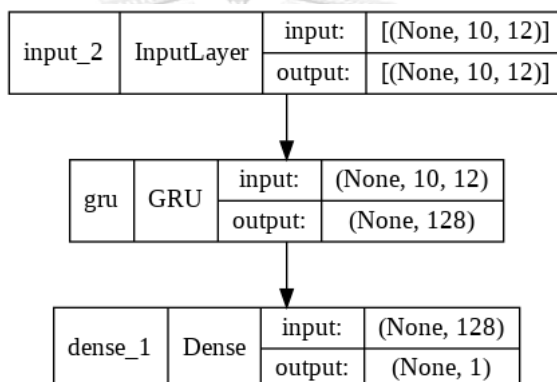 input_2 InputLayer input: [(None, 10, 12)]
output: [(None, 10, 12)]
gru GRU input: (None, 10, 12)
output: (None, 128)
dense_1 Dense input: (None, 128)
output: (None, 1)